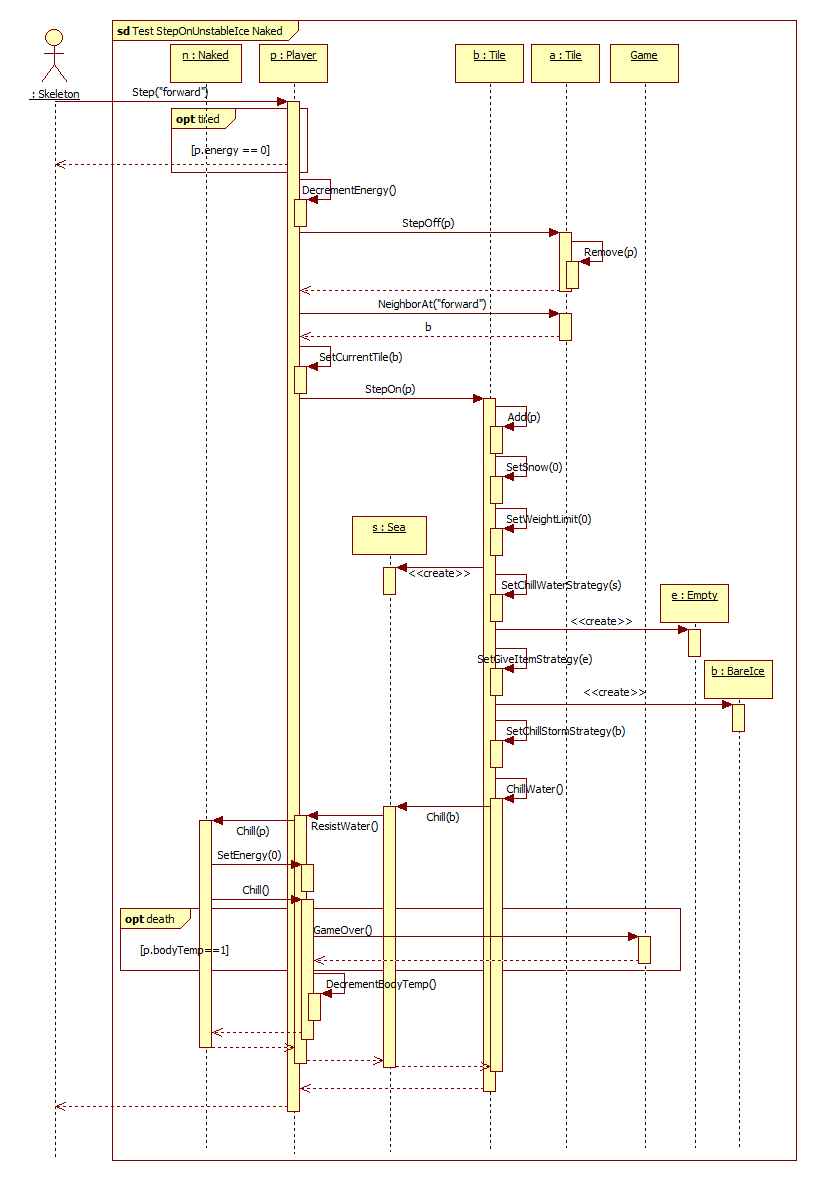 sd Test StepOnUnstableIce Naked
n : Naked
p : Player
b : Tile
a : Tile
Game
: Skeleton
Step("forward")
opt tired
[p.energy == 0]
DecrementEnergy()
StepOff(p)
Remove(p)
NeighborAt("forward")
b
SetCurrentTile(b)
StepOn(p)
Add(p)
SetSnow(0)
SetWeightLimit(0)
s : Sea
<<create>>
SetChillWaterStrategy(s)
e : Empty
<<create>>
SetGiveItemStrategy(e)
b : BareIce
<<create>>
SetChillStormStrategy(b)
ChillWater()
Chill(b)
ResistWater()
Chill(p)
SetEnergy(0)
Chill()
opt death
GameOver()
[p.bodyTemp==1]
DecrementBodyTemp()